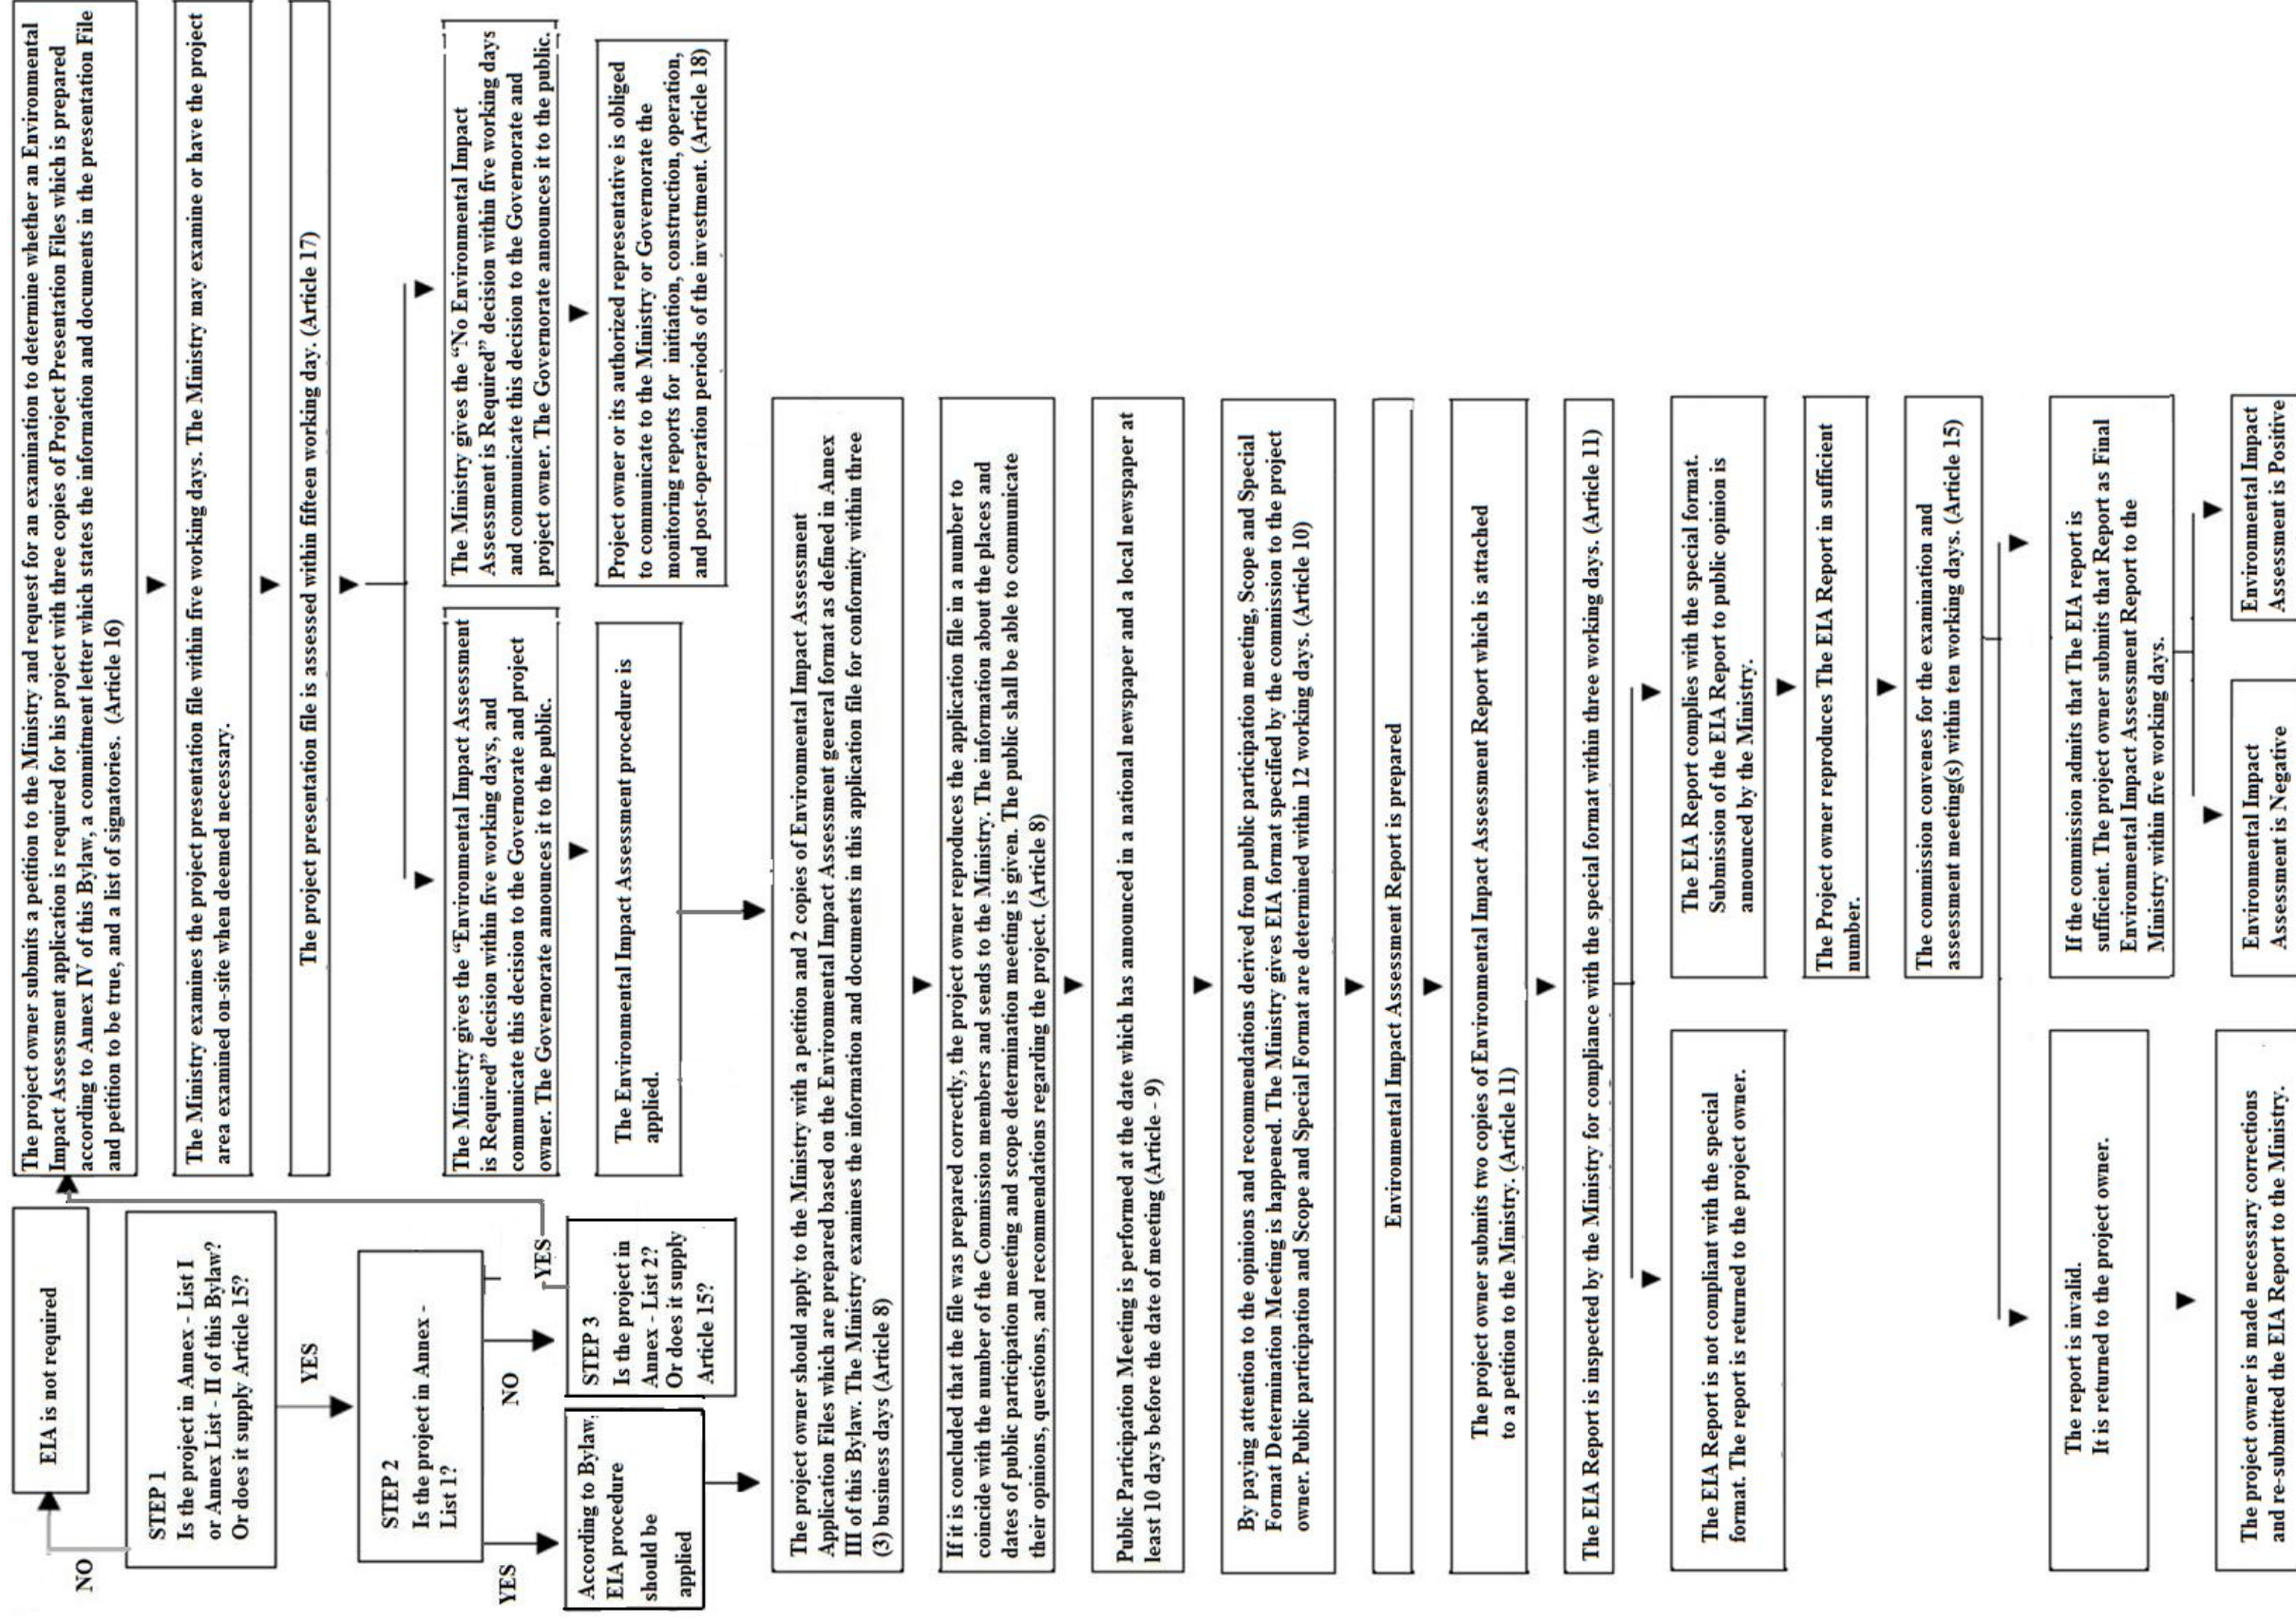 EIA is not required
NO
STEP 1
Is the project in Annex - List I
or Annex List - II of this Bylaw?
Or does it supply Article 15?
YES
STEP 2
Is the project in Annex -
List 1?
YES
NO
According to Bylaw,
EIA procedure
should be
applied
STEP 3
Is the project in
Annex - List 2?
Or does it supply
Article 15?
YES
The project owner submits a petition to the Ministry and request for an examination to determine whether an Environmental
Impact Assessment application is required for his project with three copies of Project Presentation Files which is prepared
according to Annex IV of this Bylaw, a commitment letter which states the information and documents in the presentation File
and petition to be true, and a list of signatories. (Article 16)
The Ministry examines the project presentation file within five working days. The Ministry may examine or have the project
area examined on-site when deemed necessary.
The project presentation file is assessed within fifteen working day. (Article 17)
The Ministry gives the “Environmental Impact Assessment
is Required” decision within five working days, and
communicate this decision to the Governorate and project
owner. The Governorate announces it to the public.
The Ministry gives the “No Environmental Impact
Assessment is Required” decision within five working days
and communicate this decision to the Governorate and
project owner. The Governorate announces it to the public.
The Environmental Impact Assessment procedure is
applied.
Project owner or its authorized representative is obliged
to communicate to the Ministry or Governorate the
monitoring reports for initiation, construction, operation,
and post-operation periods of the investment. (Article 18)
The project owner should apply to the Ministry with a petition and 2 copies of Environmental Impact Assessment
Application Files which are prepared based on the Environmental Impact Assessment general format as defined in Annex
III of this Bylaw. The Ministry examines the information and documents in this application file for conformity within three
(3) business days (Article 8)
If it is concluded that the file was prepared correctly, the project owner reproduces the application file in a number to
coincide with the number of the Commission members and sends to the Ministry. The information about the places and
dates of public participation meeting and scope determination meeting is given. The public shall be able to communicate
their opinions, questions, and recommendations regarding the project. (Article 8)
Public Participation Meeting is performed at the date which has announced in a national newspaper and a local newspaper at
least 10 days before the date of meeting (Article - 9)
By paying attention to the opinions and recommendations derived from public participation meeting, Scope and Special
Format Determination Meeting is happened. The Ministry gives EIA format specified by the commission to the project
owner. Public participation and Scope and Special Format are determined within 12 working days. (Article 10)
Environmental Impact Assessment Report is prepared
The project owner submits two copies of Environmental Impact Assessment Report which is attached
to a petition to the Ministry. (Article 11)
The EIA Report is inspected by the Ministry for compliance with the special format within three working days. (Article 11)
The EIA Report is not compliant with the special
format. The report is returned to the project owner.
The EIA Report complies with the special format.
Submission of the EIA Report to public opinion is
announced by the Ministry.
The Project owner reproduces The EIA Report in sufficient
number.
The commission convenes for the examination and
assessment meeting(s) within ten working days. (Article 15)
The report is invalid.
It is returned to the project owner.
If the commission admits that The EIA report is
sufficient. The project owner submits that Report as Final
Environmental Impact Assessment Report to the
Ministry within five working days.
The project owner is made necessary corrections
and re-submitted the EIA Report to the Ministry.
Environmental Impact
Assessment is Negative
Environmental Impact
Assessment is Positive